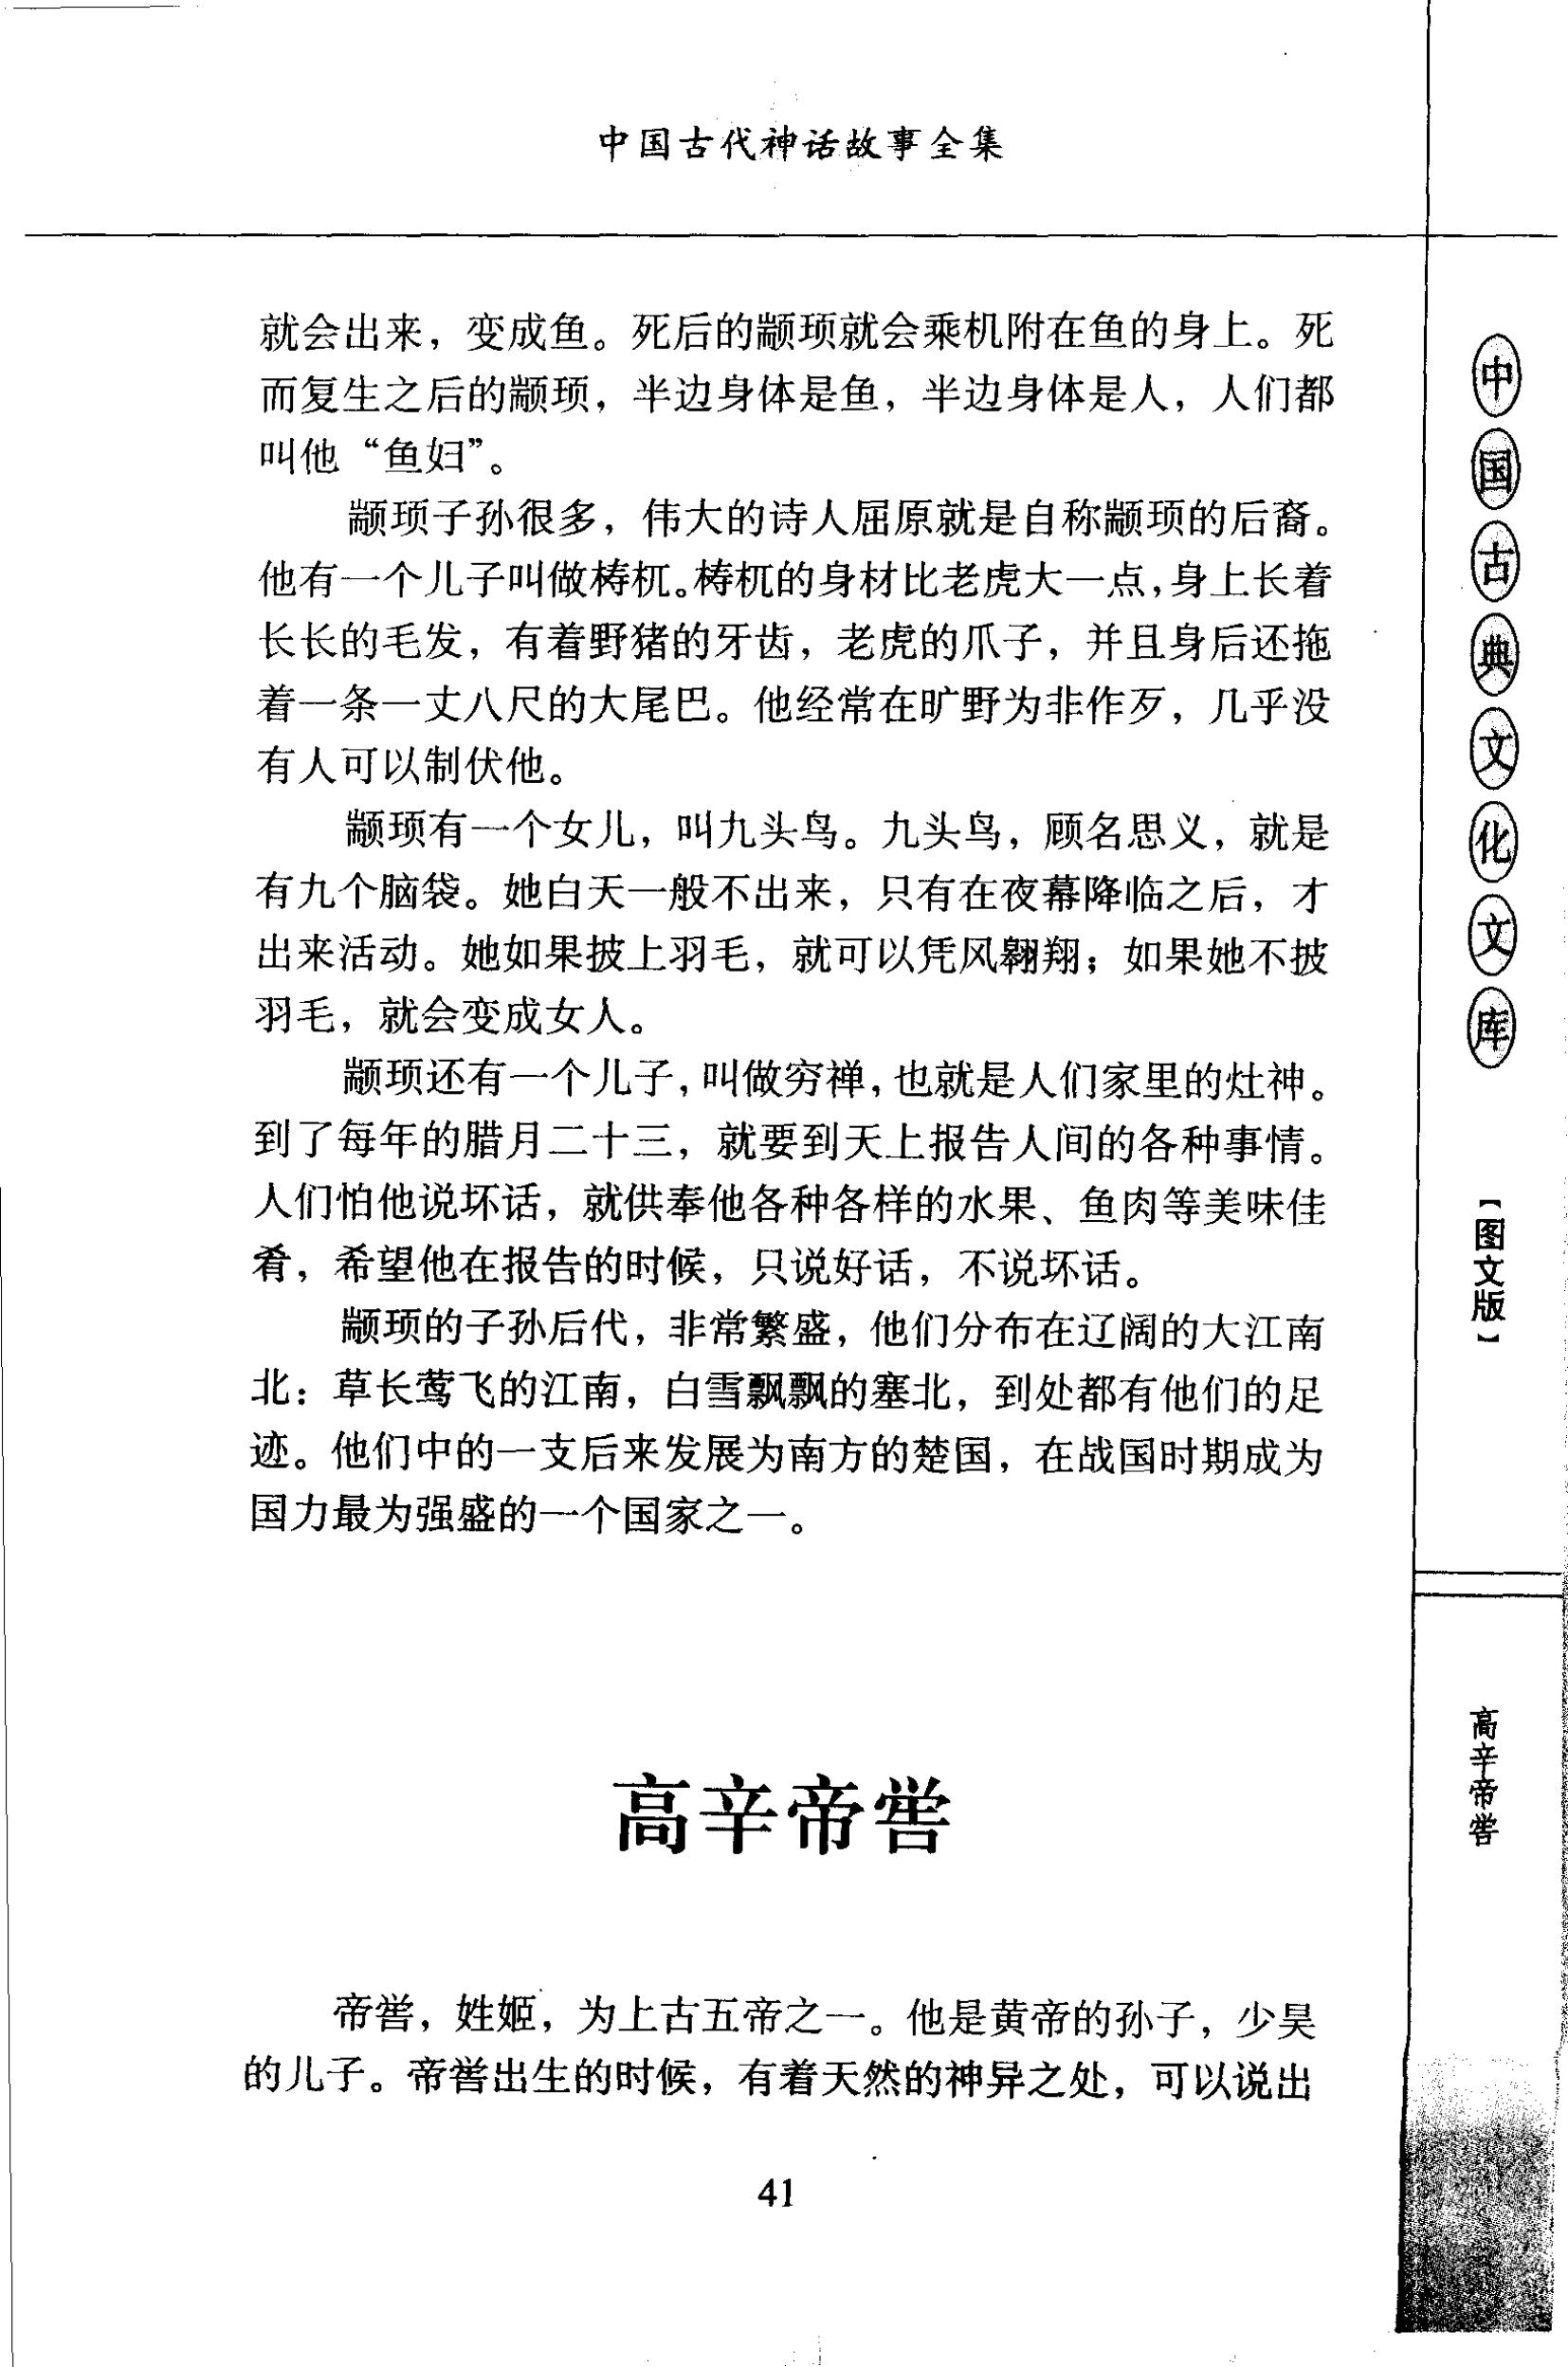 中国古代神话故事全集
就会出来，变成鱼。死后的颛顼就会乘机附在鱼的身上。死
而复生之后的颛顼，半边身体是鱼，半边身体是人，人们都
叫他“鱼妇”。
颛顼子孙很多，伟大的诗人屈原就是自称颛顼的后裔。
他有一个儿子叫做梼杌。梼杌的身材比老虎大一点，身上长着
长长的毛发，有着野猪的牙齿，老虎的爪子，并且身后还拖
着一条一丈八尺的大尾巴。他经常在旷野为非作歹，几乎没
有人可以制伏他。
颛顼有一个女儿，叫九头鸟。九头鸟，顾名思义，就是
有九个脑袋。她白天一般不出来，只有在夜幕降临之后，才
出来活动。她如果披上羽毛，就可以凭风翱翔；如果她不披
羽毛，就会变成女人。
颛顼还有一个儿子，叫做穷禅，也就是人们家里的灶神。
到了每年的腊月二十三，就要到天上报告人间的各种事情。
人们怕他说坏话，就供奉他各种各样的水果、鱼肉等美味佳
肴，希望他在报告的时候，只说好话，不说坏话。
颛顼的子孙后代，非常繁盛，他们分布在辽阔的大江南
北：草长莺飞的江南，白雪飘飘的塞北，到处都有他们的足
迹。他们中的一支后来发展为南方的楚国，在战国时期成为
国力最为强盛的一个国家之一。
高辛帝喾
帝喾，姓姬，为上古五帝之一。他是黄帝的孙子，少昊
的儿子。帝喾出生的时候，有着天然的神异之处，可以说出
41
中国古典文化文库
【图文版】
高辛帝喾